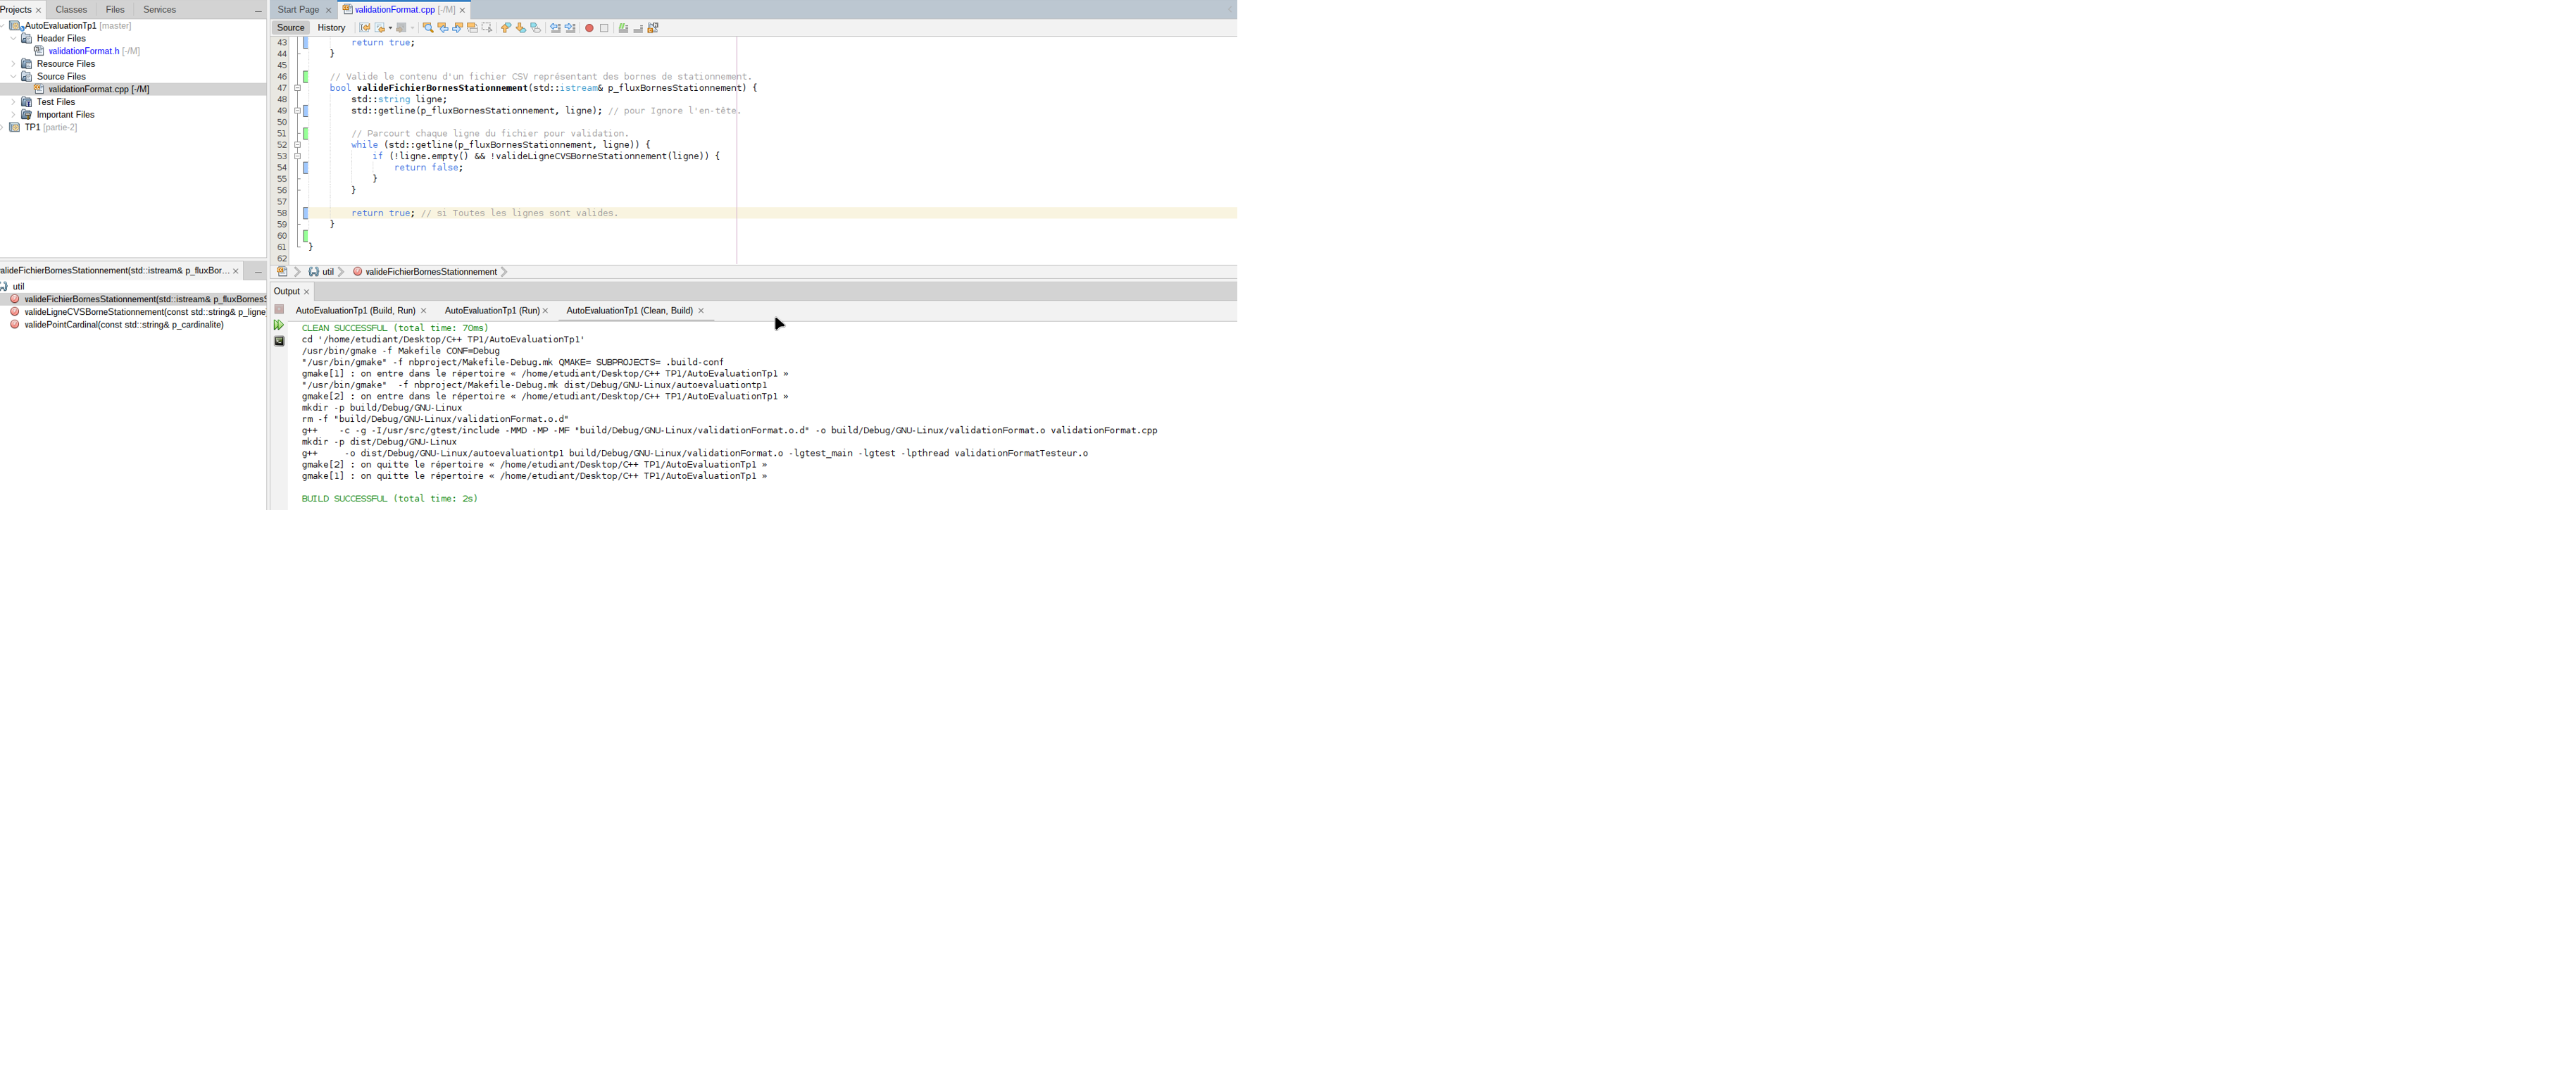 Projects Classes Files Services
AutoEvaluationTp1 [master]
Header Files
validationFormat.h [-/M]
Resource Files
Source Files
validationFormat.cpp [-/M]
Test Files
Important Files
TP1 [partie-2]
alideFichierBornesStationnement(std::istream& p_fluxBor...
util
valideFichierBornesStationnement(std::istream& p_fluxBornesS
valideLigneCVSBorneStationnement(const std::string& p_ligne
validePointCardinal(const std::string& p_cardinalite)
Start Page validationFormat.cpp [-/M]
Source History
43 return true;
44 }
45
46 // Valide le contenu d'un fichier CSV représentant des bornes de stationnement.
47 bool valideFichierBornesStationnement(std::istream& p_fluxBornesStationnement) {
48 std::string ligne;
49 std::getline(p_fluxBornesStationnement, ligne); // pour Ignore l'en-tête.
50
51 // Parcourt chaque ligne du fichier pour validation.
52 while (std::getline(p_fluxBornesStationnement, ligne)) {
53 if (!ligne.empty() && !valideLigneCVSBorneStationnement(ligne)) {
54 return false;
55 }
56 }
57
58 return true; // si Toutes les lignes sont valides.
59 }
60
61 }
62
util valideFichierBornesStationnement
Output
AutoEvaluationTp1 (Build, Run) AutoEvaluationTp1 (Run) AutoEvaluationTp1 (Clean, Build)
CLEAN SUCCESSFUL (total time: 70ms)
cd '/home/etudiant/Desktop/C++ TP1/AutoEvaluationTp1'
/usr/bin/gmake -f Makefile CONF=Debug
"/usr/bin/gmake" -f nbproject/Makefile-Debug.mk QMAKE= SUBPROJECTS= .build-conf
gmake[1] : on entre dans le répertoire « /home/etudiant/Desktop/C++ TP1/AutoEvaluationTp1 »
"/usr/bin/gmake"  -f nbproject/Makefile-Debug.mk dist/Debug/GNU-Linux/autoevaluationtp1
gmake[2] : on entre dans le répertoire « /home/etudiant/Desktop/C++ TP1/AutoEvaluationTp1 »
mkdir -p build/Debug/GNU-Linux
rm -f "build/Debug/GNU-Linux/validationFormat.o.d"
g++    -c -g -I/usr/src/gtest/include -MMD -MP -MF "build/Debug/GNU-Linux/validationFormat.o.d" -o build/Debug/GNU-Linux/validationFormat.o validationFormat.cpp
mkdir -p dist/Debug/GNU-Linux
g++     -o dist/Debug/GNU-Linux/autoevaluationtp1 build/Debug/GNU-Linux/validationFormat.o -lgtest_main -lgtest -lpthread validationFormatTesteur.o
gmake[2] : on quitte le répertoire « /home/etudiant/Desktop/C++ TP1/AutoEvaluationTp1 »
gmake[1] : on quitte le répertoire « /home/etudiant/Desktop/C++ TP1/AutoEvaluationTp1 »
BUILD SUCCESSFUL (total time: 2s)